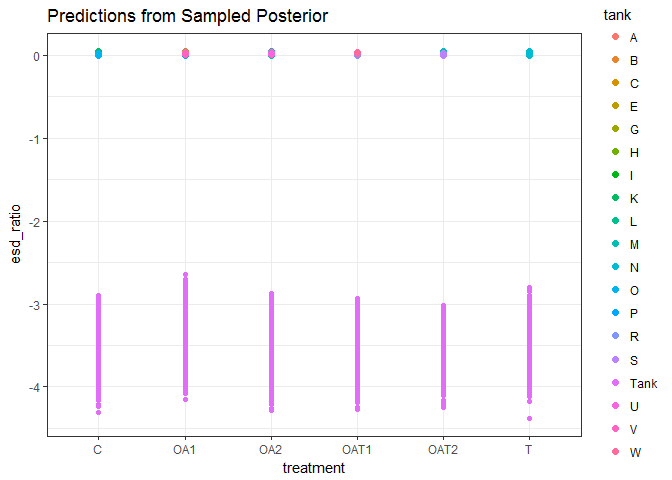 Predictions from Sampled Posterior
esd_ratio
0
-1
-2
-3
-4
C
OA1
OA2
OAT1
OAT2
T
treatment
tank
A
B
C
E
G
H
I
K
L
M
N
O
P
R
S
Tank
U
V
W